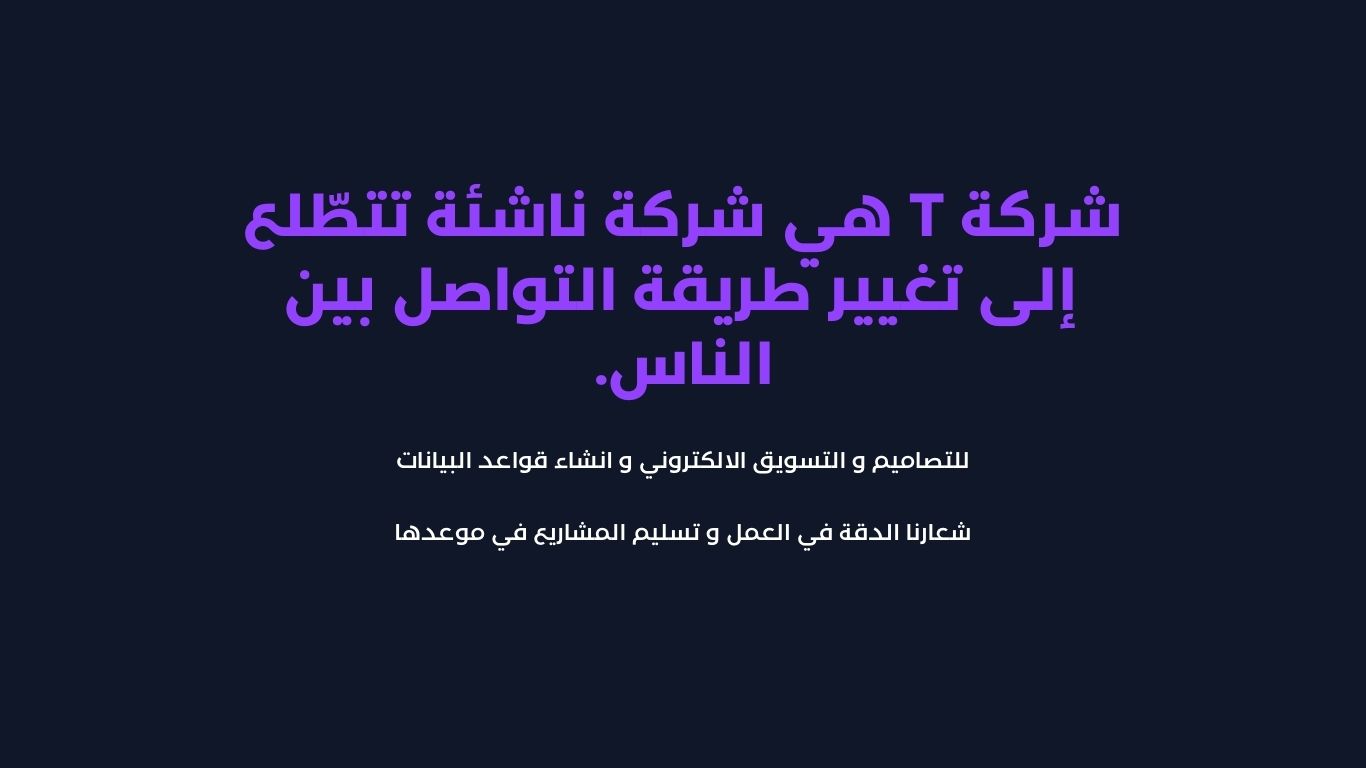 شركة T هي شركة ناشئة تتطّلع
إلى تغيير طريقة التواصل بين
الناس.
للتصاميم و التسويق الالكتروني و انشاء قواعد البيانات
شعارنا الدقة في العمل و تسليم المشاريع في موعدها